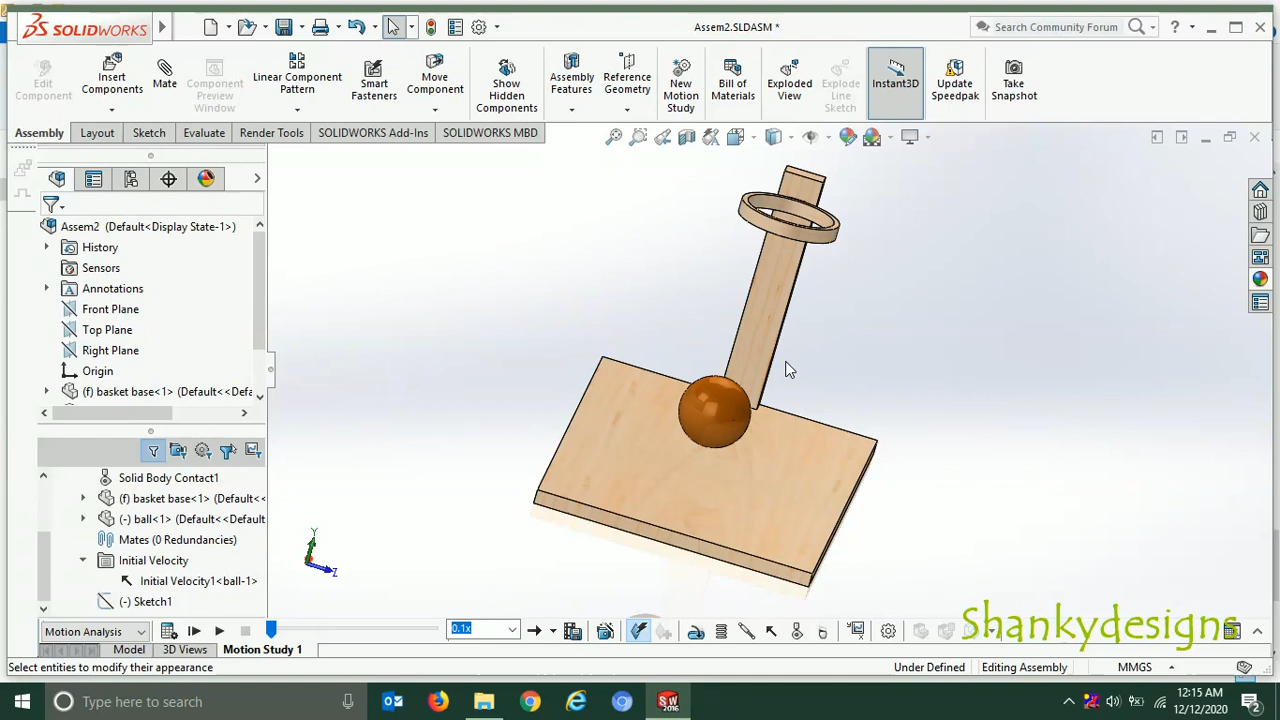 SOLIDWORKS
Assem2.SLDASM *
Search Community Forum
Edit Component
Insert Components
Mate
Component Preview Window
Linear Component Pattern
Smart Fasteners
Move Component
Show Hidden Components
Assembly Features
Reference Geometry
New Motion Study
Bill of Materials
Exploded View
Explode Line Sketch
Instant3D
Update Speedpak
Take Snapshot
Assembly Layout Sketch Evaluate Render Tools SOLIDWORKS Add-Ins SOLIDWORKS MBD
Assem2 (Default<Display State-1>)
History
Sensors
Annotations
Front Plane
Top Plane
Right Plane
Origin
(f) basket base<1> (Default<<Defau
Solid Body Contact1
(f) basket base<1> (Default<<
(-) ball<1> (Default<<Default
Mates (0 Redundancies)
Initial Velocity
Initial Velocity1<ball-1>
(-) Sketch1
Y
Z
Shankydesigns
Motion Analysis
0.1x
Model 3D Views Motion Study 1
Select entities to modify their appearance
Under Defined Editing Assembly MMGS
Type here to search
SW
2016
12:15 AM
12/12/2020
2